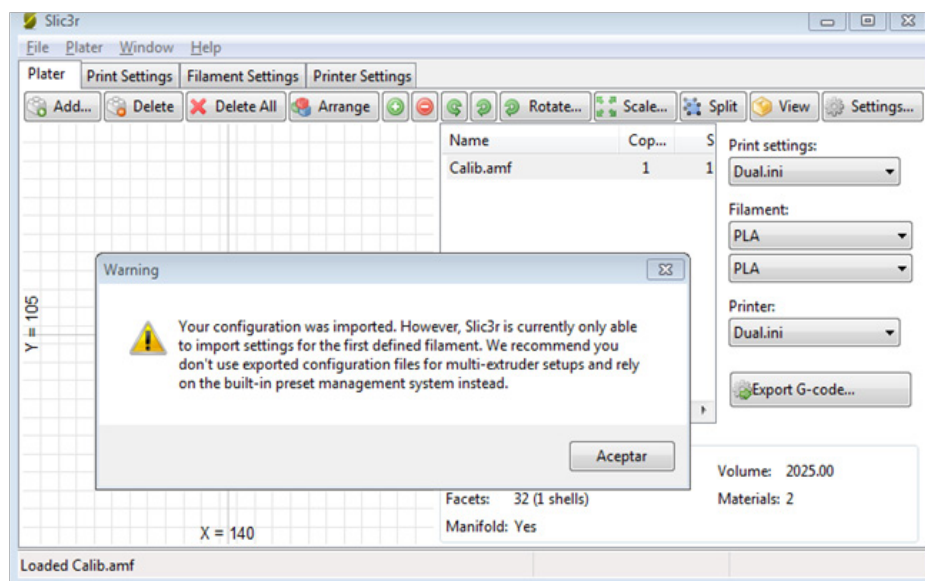 Slic3r
File Plater Window Help
Plater Print Settings Filament Settings Printer Settings
Add... Delete Delete All Arrange Rotate... Scale... Split View Settings...
Name Cop... S
Calib.amf 1 1
Print settings:
Dual.ini
Filament:
PLA
PLA
Printer:
Dual.ini
Export G-code...
Y = 105
X = 140
Warning
Your configuration was imported. However, Slic3r is currently only able
to import settings for the first defined filament. We recommend you
don't use exported configuration files for multi-extruder setups and rely
on the built-in preset management system instead.
Aceptar
Volume: 2025.00
Facets: 32 (1 shells) Materials: 2
Manifold: Yes
Loaded Calib.amf